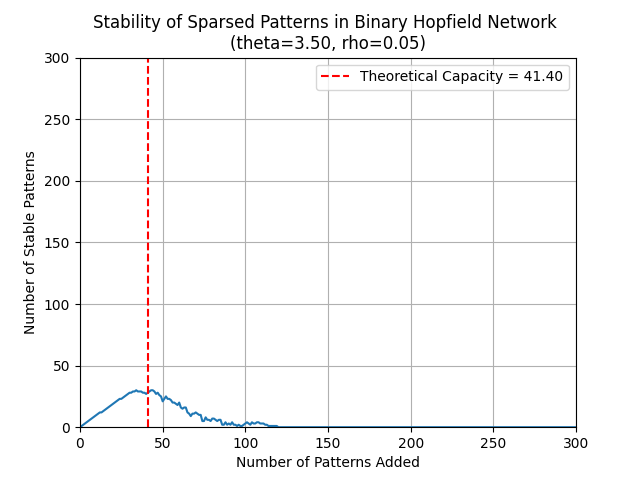 Stability of Sparsed Patterns in Binary Hopfield Network
(theta=3.50, rho=0.05)
Theoretical Capacity = 41.40
Number of Stable Patterns
300
250
200
150
100
50
0
0 50 100 150 200 250 300
Number of Patterns Added